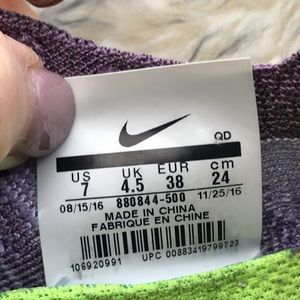 QD
US UK EUR cm
7 4.5 38 24
08/15/16 880844-500 11/25/16
MADE IN CHINA
FABRIQUE EN CHINE
106920991 UPC 00883419799723